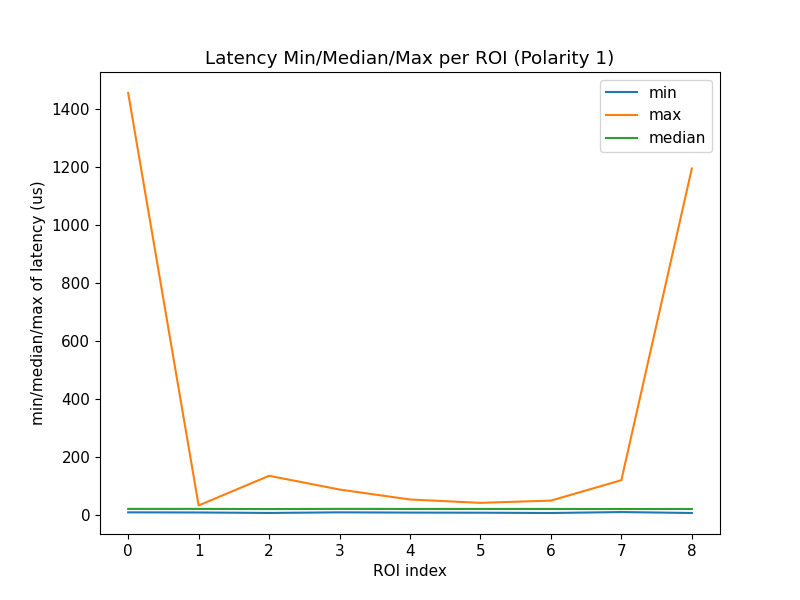 Latency Min/Median/Max per ROI (Polarity 1)
min
max
median
1400
1200
1000
800
600
400
200
0
min/median/max of latency (us)
0 1 2 3 4 5 6 7 8
ROI index